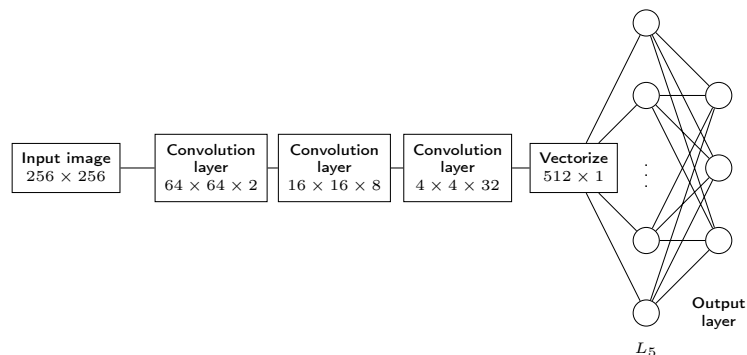 Input image
256 × 256
Convolution
layer
64 × 64 × 2
Convolution
layer
16 × 16 × 8
Convolution
layer
4 × 4 × 32
Vectorize
512 × 1
Output
layer
L₅